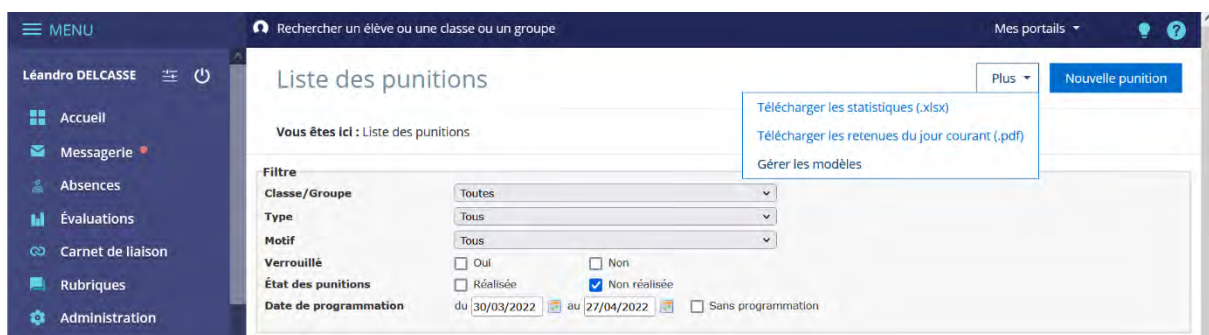 MENU
Rechercher un élève ou une classe ou un groupe
Mes portails
?
Léandro DELCASSE
Liste des punitions
Plus
Nouvelle punition
Télécharger les statistiques (.xlsx)
Télécharger les retenues du jour courant (.pdf)
Gérer les modèles
Vous êtes ici : Liste des punitions
Accueil
Messagerie
Absences
Évaluations
Carnet de liaison
Rubriques
Administration
Filtre
Classe/Groupe Toutes
Type Tous
Motif Tous
Verrouillé Oui Non
État des punitions Réalisée Non réalisée
Date de programmation du 30/03/2022 au 27/04/2022 Sans programmation